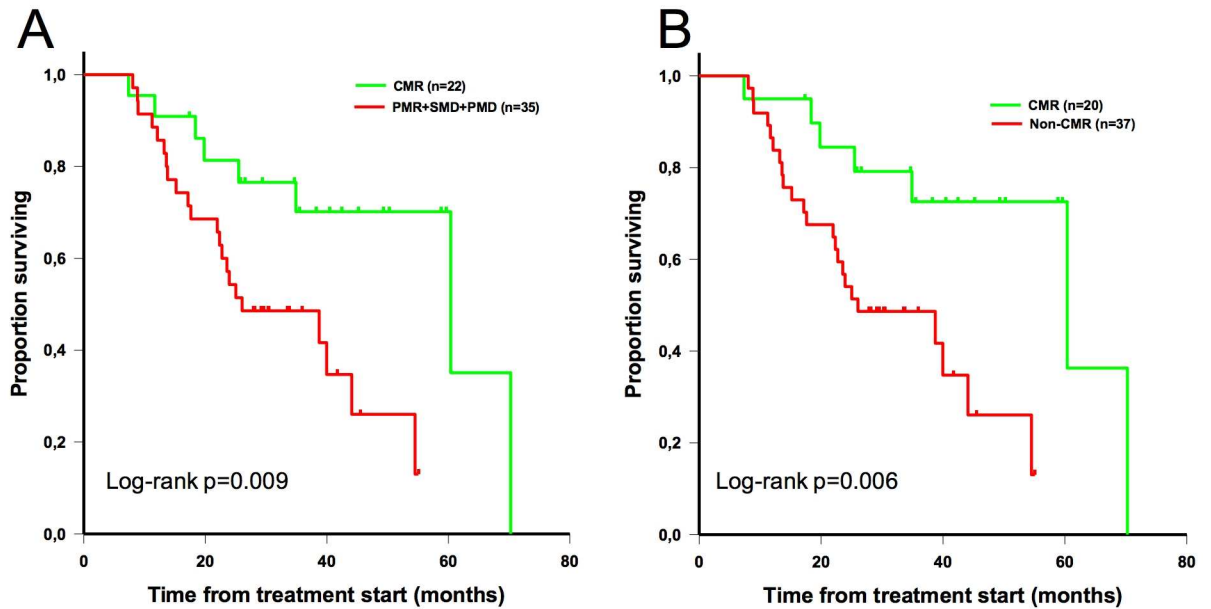 A
1,0
0,8
0,6
0,4
0,2
0,0
Proportion surviving
CMR (n=22)
PMR+SMD+PMD (n=35)
Log-rank p=0.009
0 20 40 60 80
Time from treatment start (months)
B
1,0
0,8
0,6
0,4
0,2
0,0
Proportion surviving
CMR (n=20)
Non-CMR (n=37)
Log-rank p=0.006
0 20 40 60 80
Time from treatment start (months)